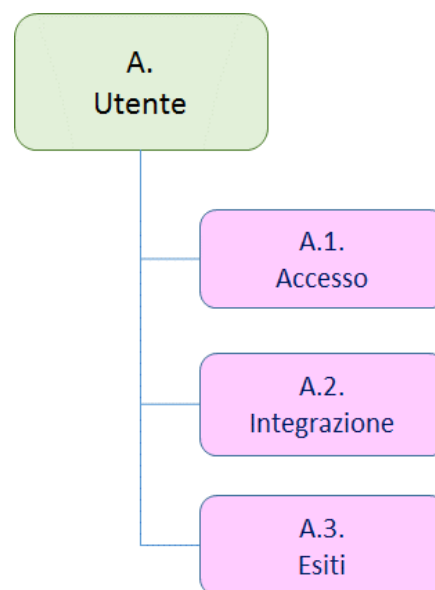 A.
Utente
A.1.
Accesso
A.2.
Integrazione
A.3.
Esiti